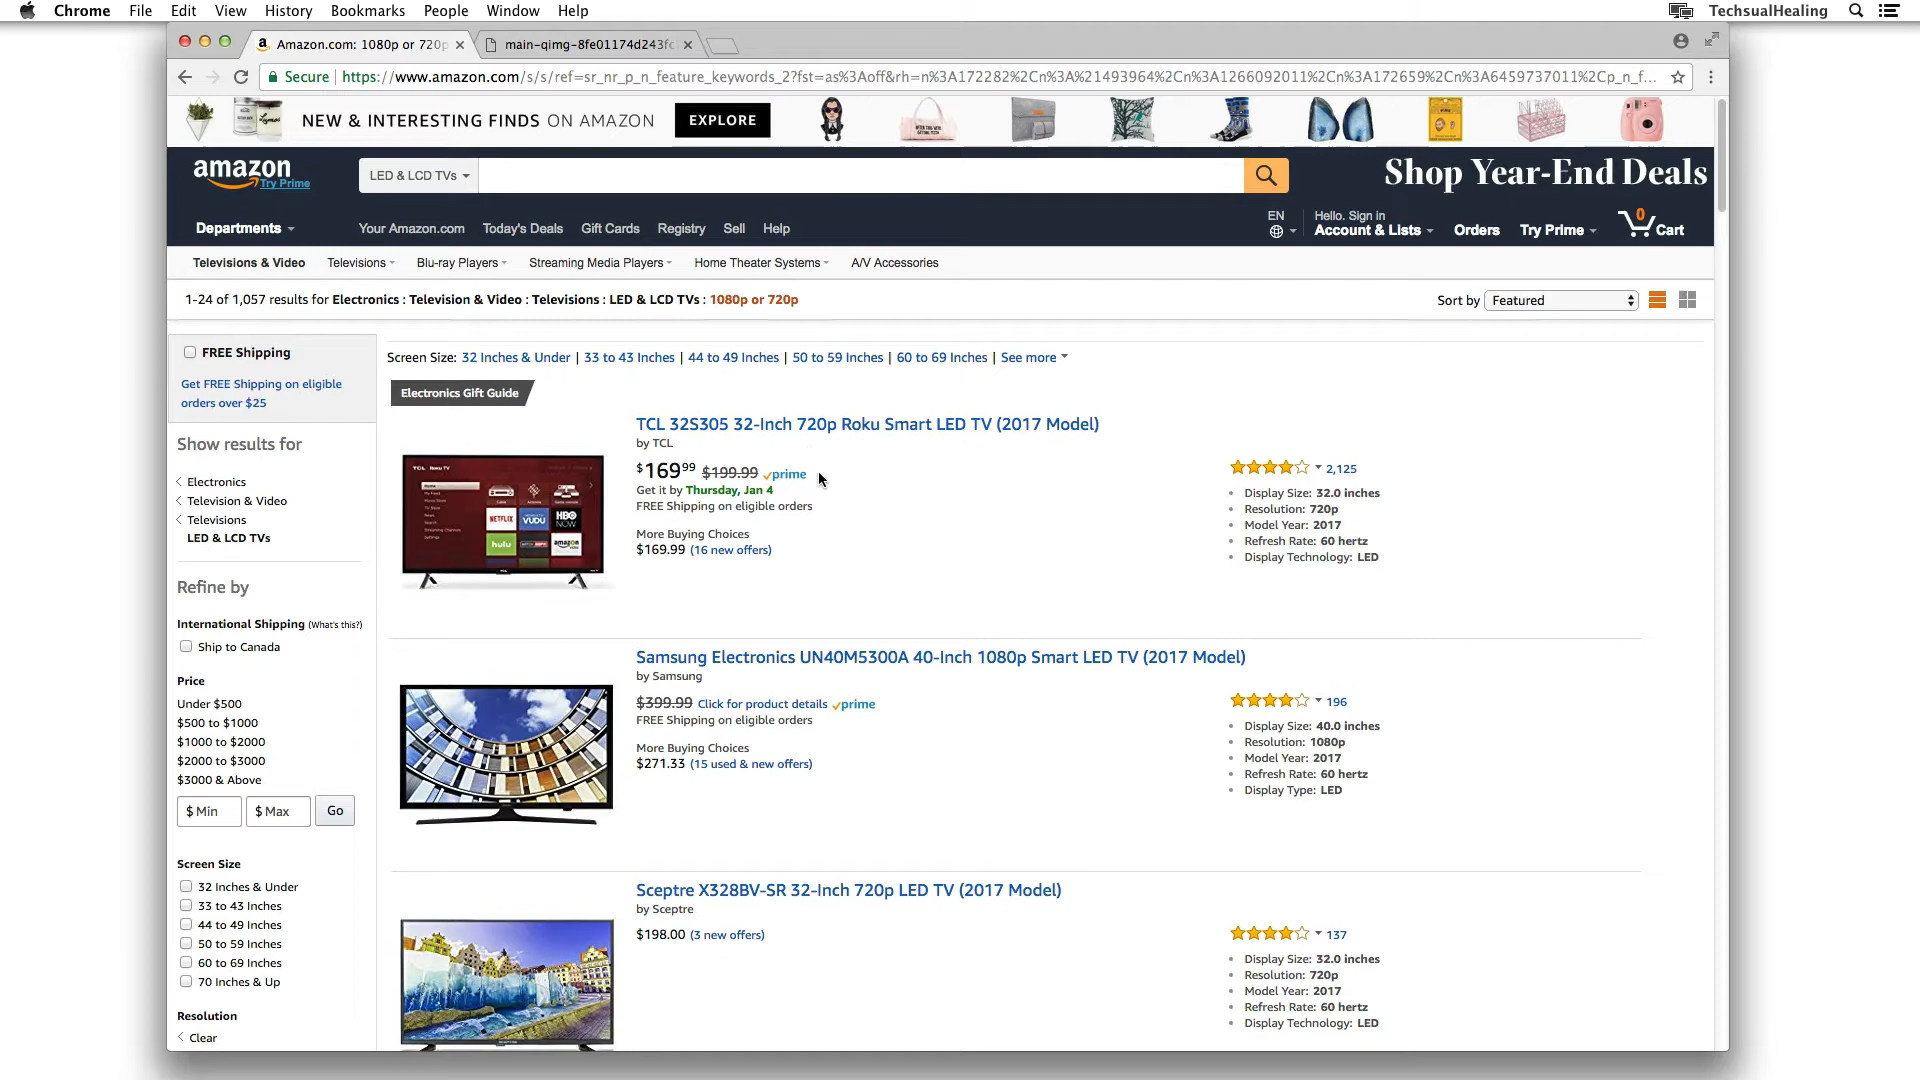 Chrome File Edit View History Bookmarks People Window Help TechsualHealing
Amazon.com: 1080p or 720p main-qimg-8fe01174d243fc
Secure https://www.amazon.com/s/s/ref=sr_nr_p_n_feature_keywords_2?fst=as%3Aoff&rh=n%3A172282%2Cn%3A%21493964%2Cn%3A1266092011%2Cn%3A172659%2Cn%3A6459737011%2Cp_n_f...
NEW & INTERESTING FINDS ON AMAZON EXPLORE
amazon Try Prime LED & LCD TVs Shop Year-End Deals
Departments Your Amazon.com Today's Deals Gift Cards Registry Sell Help
EN Hello. Sign in Account & Lists Orders Try Prime 0 Cart
Televisions & Video Televisions Blu-ray Players Streaming Media Players Home Theater Systems A/V Accessories
1-24 of 1,057 results for Electronics : Television & Video : Televisions : LED & LCD TVs : 1080p or 720p Sort by Featured
FREE Shipping
Get FREE Shipping on eligible
orders over $25
Show results for
Electronics
Television & Video
Televisions
LED & LCD TVs
Refine by
International Shipping (What's this?)
Ship to Canada
Price
Under $500
$500 to $1000
$1000 to $2000
$2000 to $3000
$3000 & Above
$ Min $ Max Go
Screen Size
32 Inches & Under
33 to 43 Inches
44 to 49 Inches
50 to 59 Inches
60 to 69 Inches
70 Inches & Up
Resolution
Clear
Screen Size: 32 Inches & Under | 33 to 43 Inches | 44 to 49 Inches | 50 to 59 Inches | 60 to 69 Inches | See more
Electronics Gift Guide
TCL Roku TV
NETFLIX VUDU HBO NOW
hulu amazon
TCL 32S305 32-Inch 720p Roku Smart LED TV (2017 Model)
by TCL
$169 99 $199.99 prime
Get it by Thursday, Jan 4
FREE Shipping on eligible orders
More Buying Choices
$169.99 (16 new offers)
2,125
Display Size: 32.0 inches
Resolution: 720p
Model Year: 2017
Refresh Rate: 60 hertz
Display Technology: LED
Samsung Electronics UN40M5300A 40-Inch 1080p Smart LED TV (2017 Model)
by Samsung
$399.99 Click for product details prime
FREE Shipping on eligible orders
More Buying Choices
$271.33 (15 used & new offers)
196
Display Size: 40.0 inches
Resolution: 1080p
Model Year: 2017
Refresh Rate: 60 hertz
Display Type: LED
Sceptre X328BV-SR 32-Inch 720p LED TV (2017 Model)
by Sceptre
$198.00 (3 new offers)
137
Display Size: 32.0 inches
Resolution: 720p
Model Year: 2017
Refresh Rate: 60 hertz
Display Technology: LED